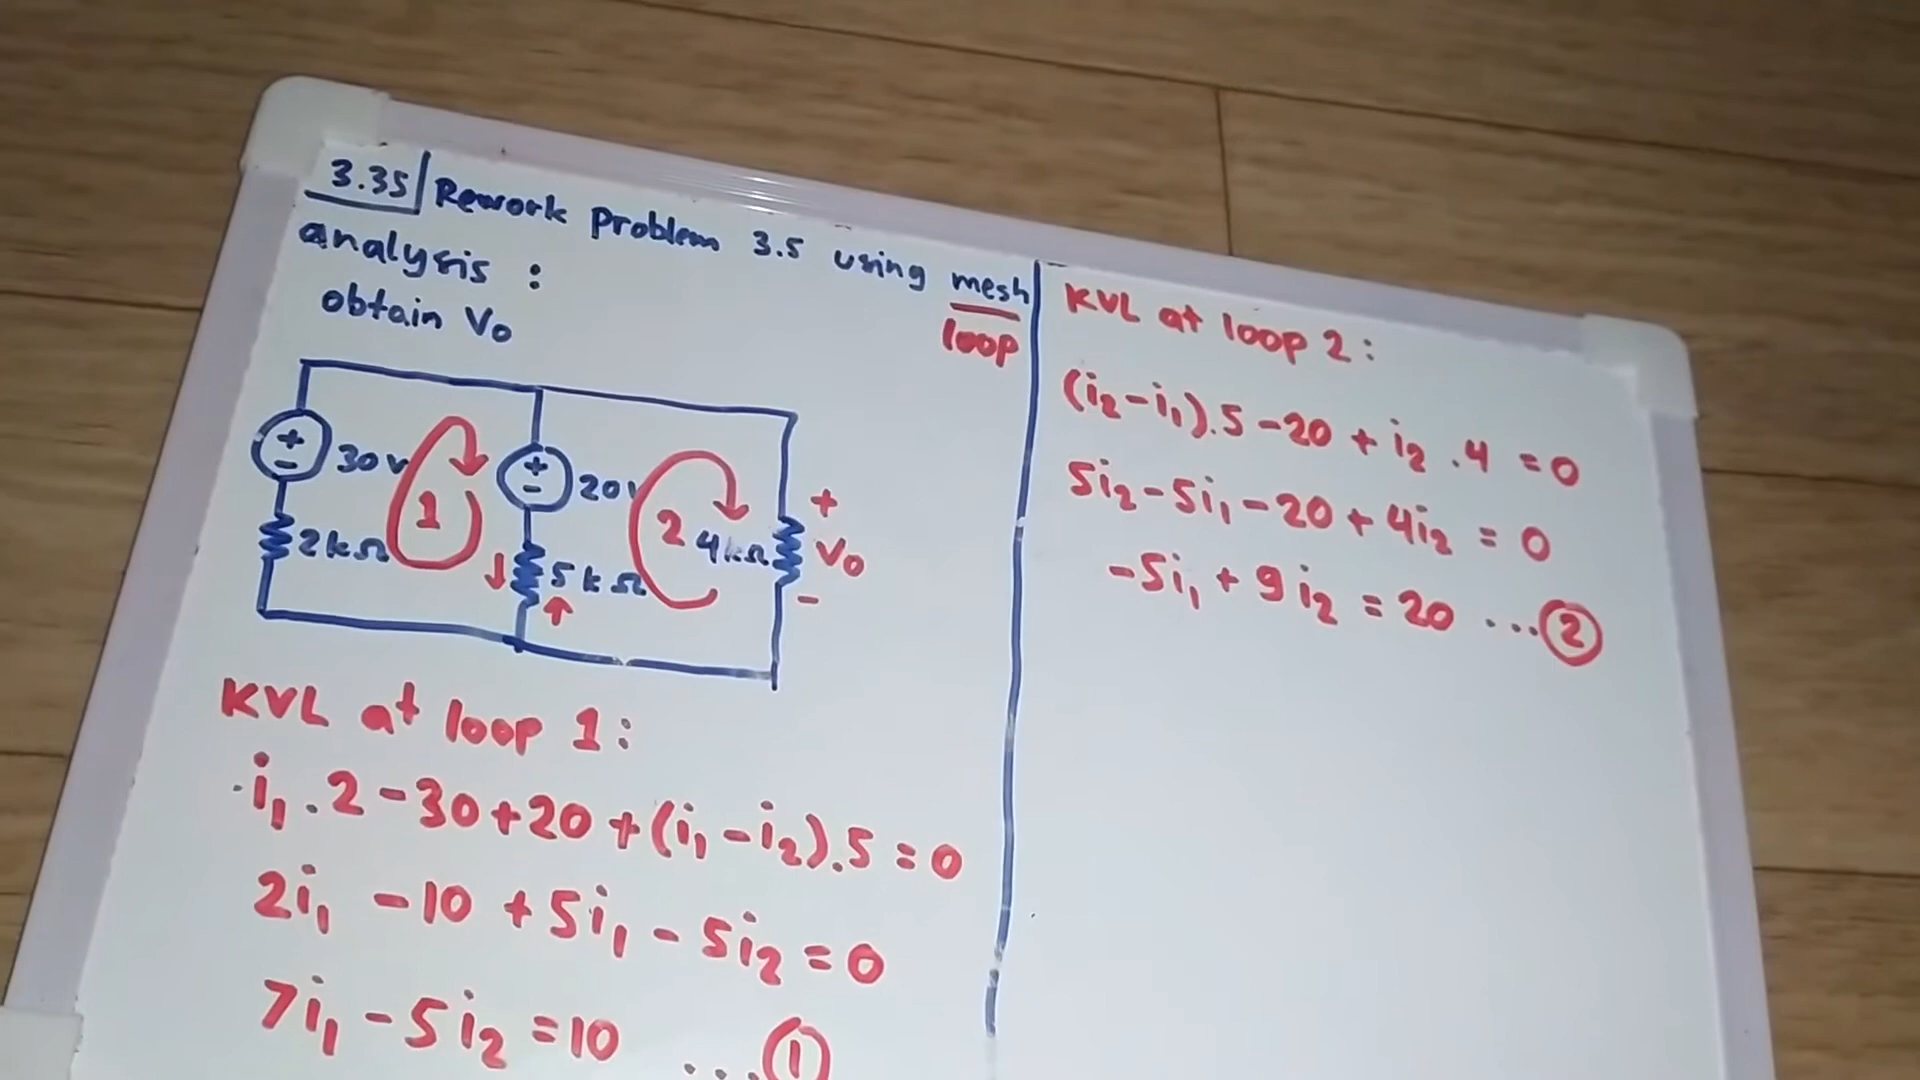 3.35 Rework Problem 3.5 using mesh
loop
analysis :
obtain Vo
+
-
30 v
2kΩ
1
+
-
20v
5kΩ
2
4kΩ
+
Vo
-
KVL at loop 1:
i₁ . 2 - 30 + 20 + (i₁ - i₂) . 5 = 0
2i₁ - 10 + 5i₁ - 5i₂ = 0
7i₁ - 5i₂ = 10 ... ①
KVL at loop 2:
(i₂ - i₁) . 5 - 20 + i₂ . 4 = 0
5i₂ - 5i₁ - 20 + 4i₂ = 0
-5i₁ + 9i₂ = 20 ... ②